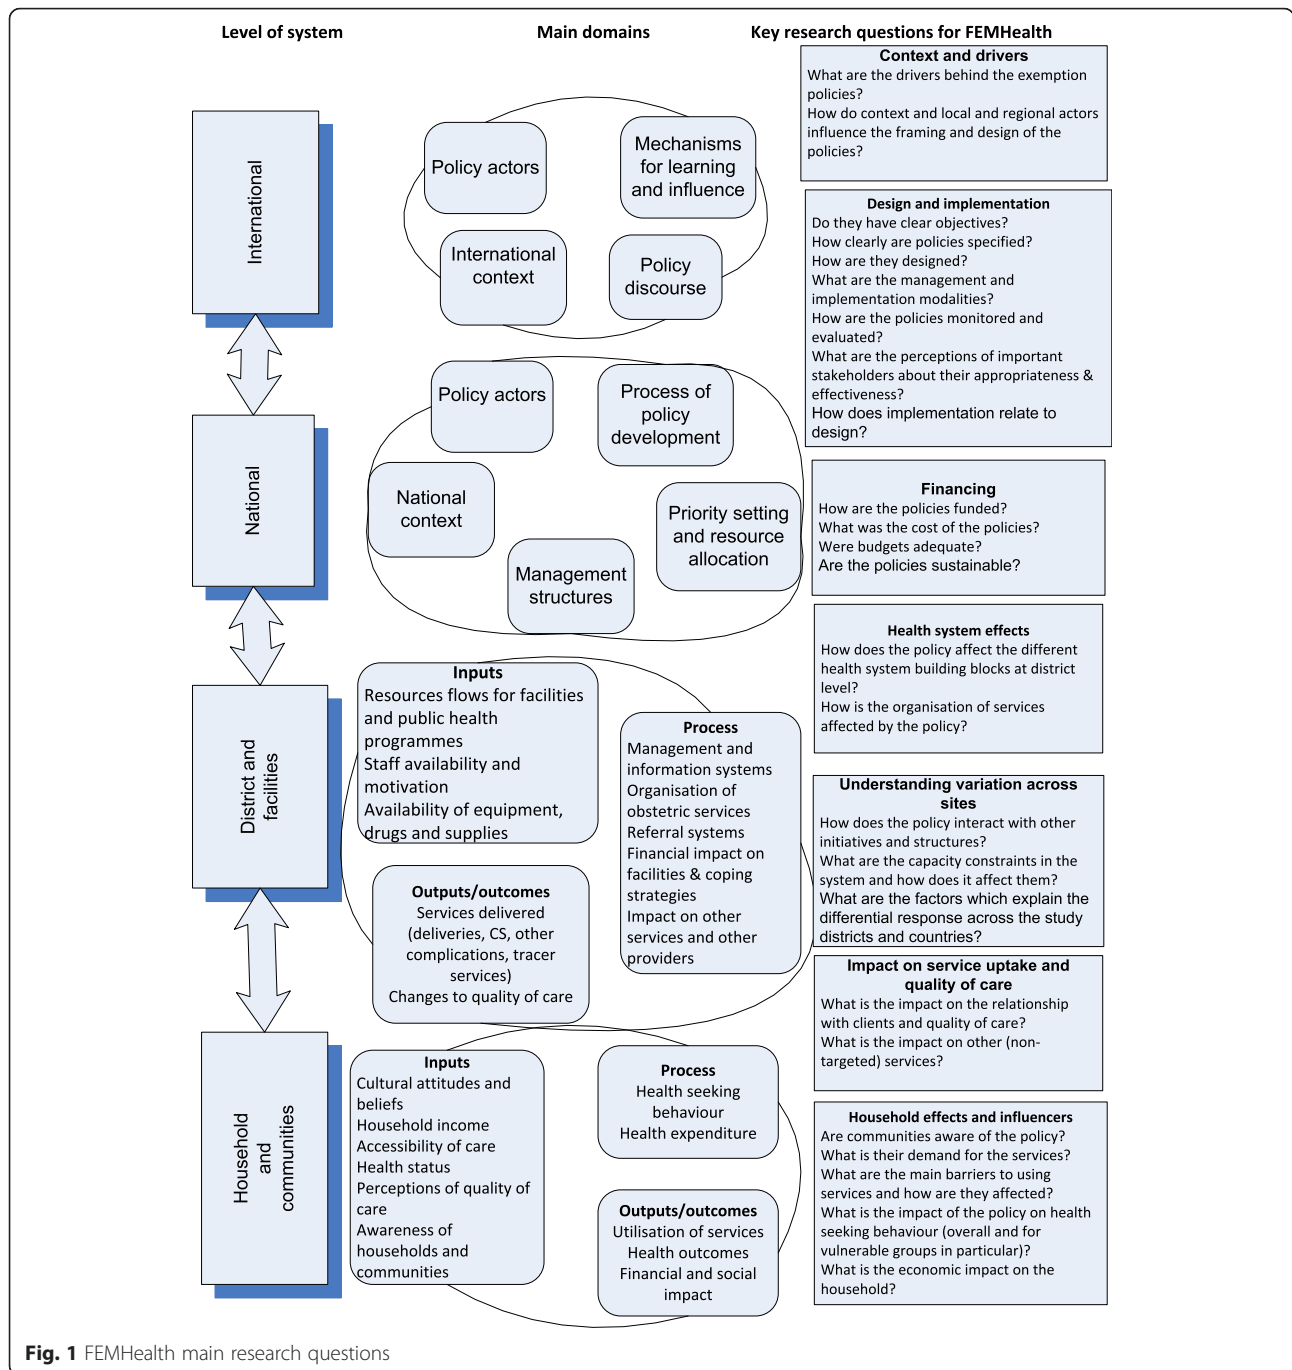 Level of system
Main domains
Key research questions for FEMHealth
International
Policy actors
Mechanisms
for learning
and influence
International
context
Policy
discourse
National
Policy actors
Process of
policy
development
National
context
Priority setting
and resource
allocation
Management
structures
District and
facilities
Inputs
Resources flows for facilities
and public health
programmes
Staff availability and
motivation
Availability of equipment,
drugs and supplies
Process
Management and
information systems
Organisation of
obstetric services
Referral systems
Financial impact on
facilities & coping
strategies
Impact on other
services and other
providers
Outputs/outcomes
Services delivered
(deliveries, CS, other
complications, tracer
services)
Changes to quality of care
Household
and
communities
Inputs
Cultural attitudes and
beliefs
Household income
Accessibility of care
Health status
Perceptions of quality of
care
Awareness of
households and
communities
Process
Health seeking
behaviour
Health expenditure
Outputs/outcomes
Utilisation of services
Health outcomes
Financial and social
impact
Context and drivers
What are the drivers behind the exemption
policies?
How do context and local and regional actors
influence the framing and design of the
policies?
Design and implementation
Do they have clear objectives?
How clearly are policies specified?
How are they designed?
What are the management and
implementation modalities?
How are the policies monitored and
evaluated?
What are the perceptions of important
stakeholders about their appropriateness &
effectiveness?
How does implementation relate to
design?
Financing
How are the policies funded?
What was the cost of the policies?
Were budgets adequate?
Are the policies sustainable?
Health system effects
How does the policy affect the different
health system building blocks at district
level?
How is the organisation of services
affected by the policy?
Understanding variation across
sites
How does the policy interact with other
initiatives and structures?
What are the capacity constraints in the
system and how does it affect them?
What are the factors which explain the
differential response across the study
districts and countries?
Impact on service uptake and
quality of care
What is the impact on the relationship
with clients and quality of care?
What is the impact on other (non-
targeted) services?
Household effects and influencers
Are communities aware of the policy?
What is their demand for the services?
What are the main barriers to using
services and how are they affected?
What is the impact of the policy on health
seeking behaviour (overall and for
vulnerable groups in particular)?
What is the economic impact on the
household?
Fig. 1 FEMHealth main research questions